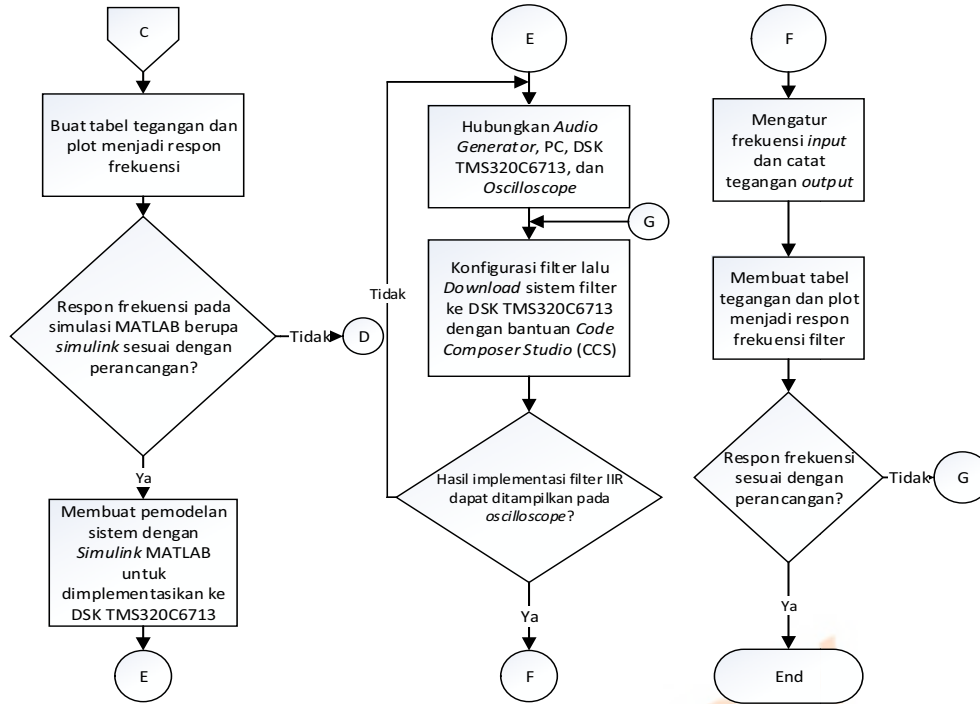 C
Buat tabel tegangan dan
plot menjadi respon
frekuensi
Respon frekuensi pada
simulasi MATLAB berupa
simulink sesuai dengan
perancangan?
Tidak
D
Ya
Membuat pemodelan
sistem dengan
Simulink MATLAB
untuk
dimplementasikan ke
DSK TMS320C6713
E
E
Hubungkan Audio
Generator, PC, DSK
TMS320C6713, dan
Oscilloscope
G
Konfigurasi filter lalu
Download sistem filter
ke DSK TMS320C6713
dengan bantuan Code
Composer Studio (CCS)
Tidak
Hasil implementasi filter IIR
dapat ditampilkan pada
oscilloscope?
Ya
F
F
Mengatur
frekuensi input
dan catat
tegangan output
Membuat tabel
tegangan dan plot
menjadi respon
frekuensi filter
Respon frekuensi
sesuai dengan
perancangan?
Tidak
G
Ya
End